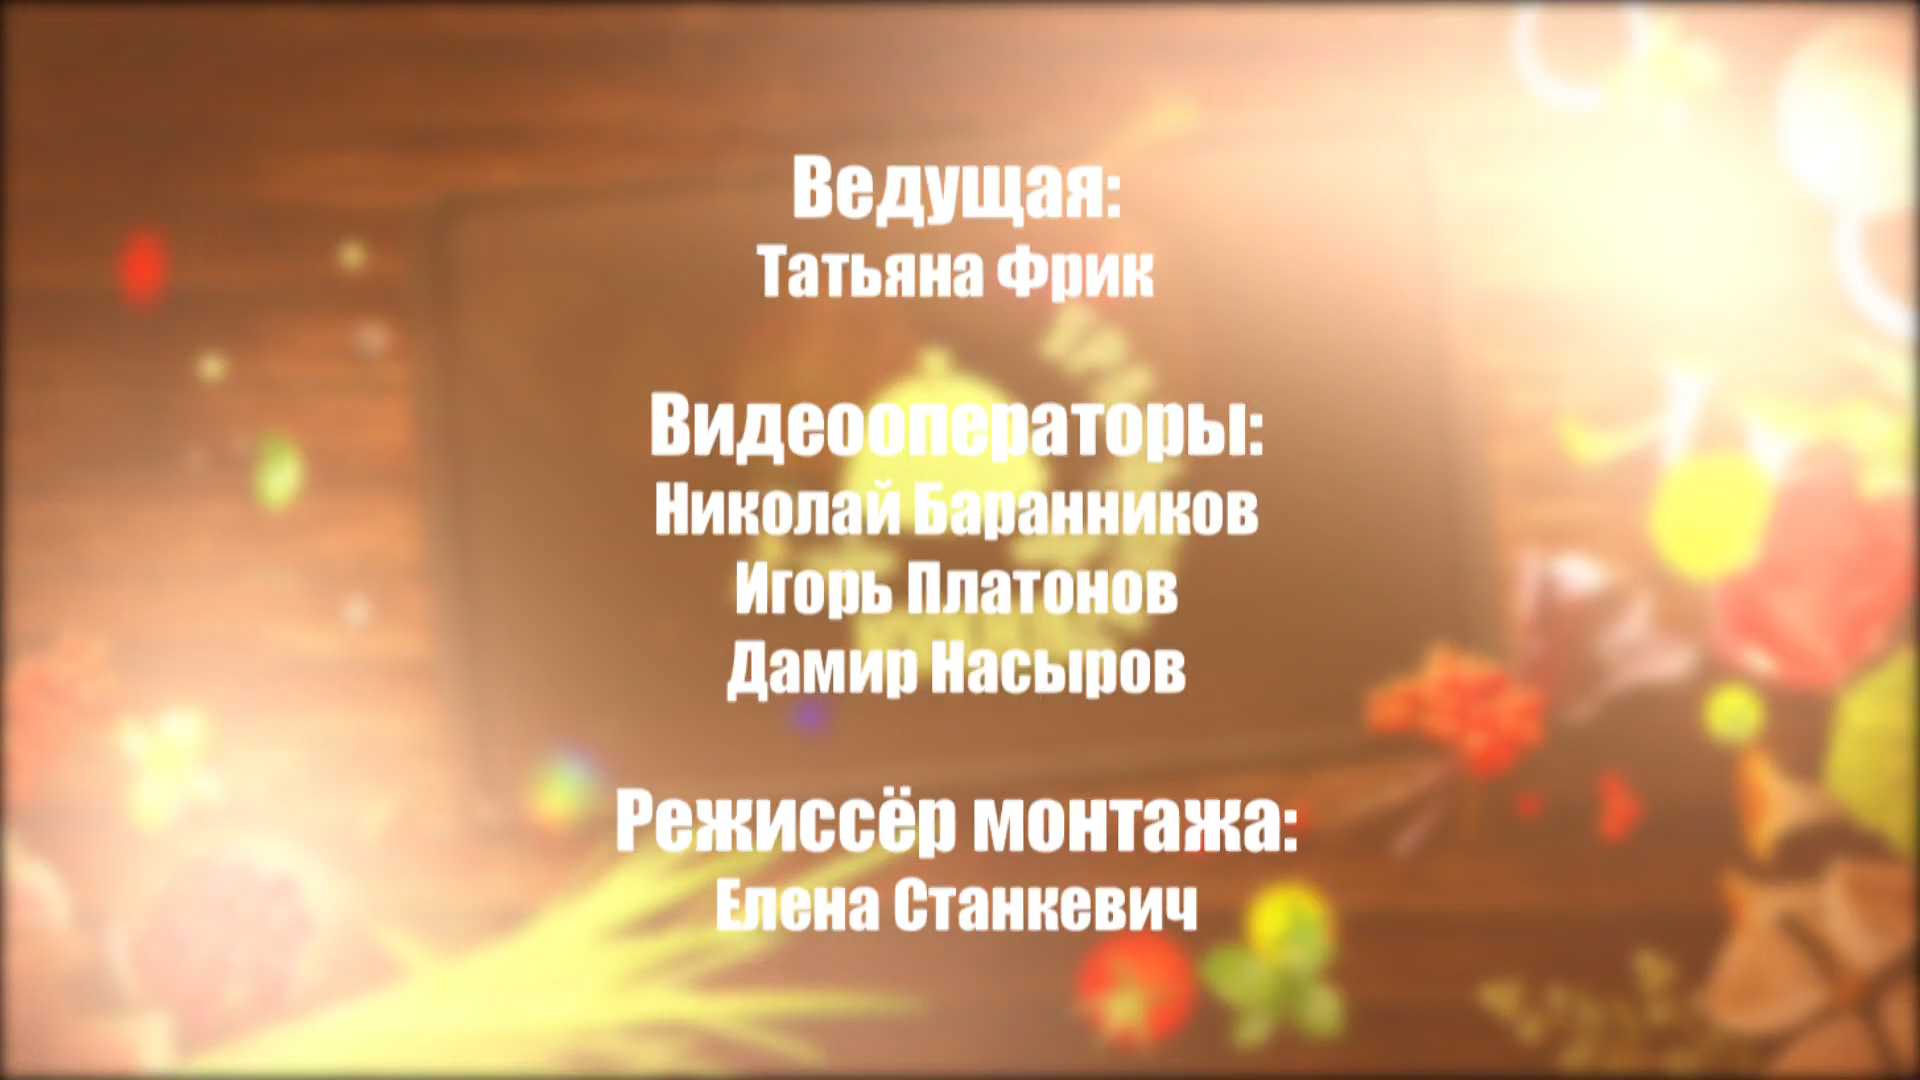 Ведущая:
Татьяна Фрик
Видеооператоры:
Николай Баранников
Игорь Платонов
Дамир Насыров
Режиссёр монтажа:
Елена Станкевич